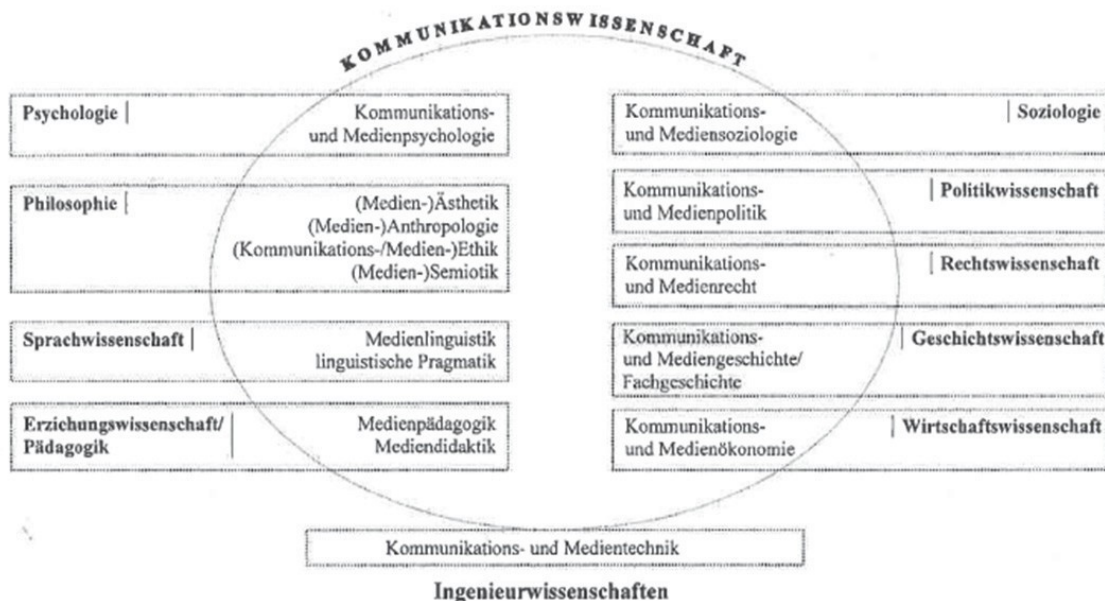 KOMMUNIKATIONSWISSENSCHAFT
Psychologie
Kommunikations-
und Medienpsychologie
Philosophie
(Medien-)Ästhetik
(Medien-)Anthropologie
(Kommunikations-/Medien-)Ethik
(Medien-)Semiotik
Sprachwissenschaft
Medienlinguistik
linguistische Pragmatik
Erziehungswissenschaft/
Pädagogik
Medienpädagogik
Mediendidaktik
Kommunikations-
und Mediensoziologie
Soziologie
Kommunikations-
und Medienpolitik
Politikwissenschaft
Kommunikations-
und Medienrecht
Rechtswissenschaft
Kommunikations-
und Mediengeschichte/
Fachgeschichte
Geschichtswissenschaft
Kommunikations-
und Medienökonomie
Wirtschaftswissenschaft
Kommunikations- und Medientechnik
Ingenieurwissenschaften